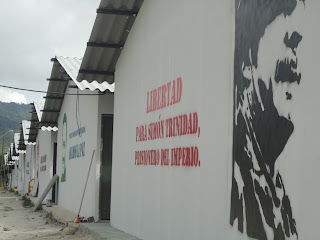 LIBERTAD
PARA SIMÓN TRINIDAD,
PRISIONERO DEL IMPERIO.